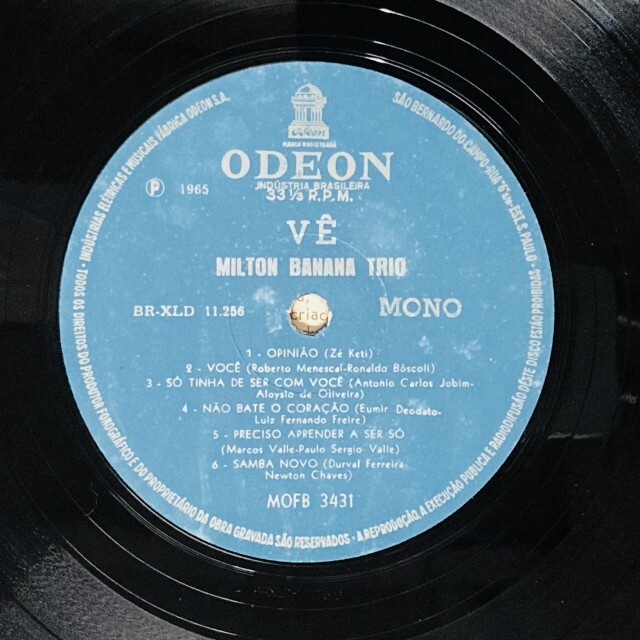 Odeon
MARCA REGISTRADA
ODEON
INDÚSTRIA BRASILEIRA
33 1/3 R.P.M.
℗ 1965
VÊ
MILTON BANANA TRIO
BR-XLD 11.256
MONO
criaç
1 - OPINIÃO (Zé Keti)
2 - VOCÊ (Roberto Menescal-Ronaldo Bôscoli)
3 - SÓ TINHA DE SER COM VOCÊ (Antonio Carlos Jobim-
Aloysio de Oliveira)
4 - NÃO BATE O CORAÇÃO (Eumir Deodato-
Luiz Fernando Freire)
5 - PRECISO APRENDER A SER SÓ
(Marcos Valle-Paulo Sergio Valle)
6 - SAMBA NOVO (Durval Ferreira-
Newton Chaves)
MOFB 3431
INDÚSTRIAS ELÉTRICAS E MUSICAIS FÁBRICA ODEON S.A.
SÃO BERNARDO DO CAMPO EST. S. PAULO
· TODOS OS DIREITOS DO PRODUTOR FONOGRÁFICO E DO PROPRIETÁRIO DA OBRA GRAVADA SÃO RESERVADOS · A REPRODUÇÃO, A EXECUÇÃO PÚBLICA E RADIODIFUSÃO DÊSTE DISCO ESTÃO PROIBIDAS